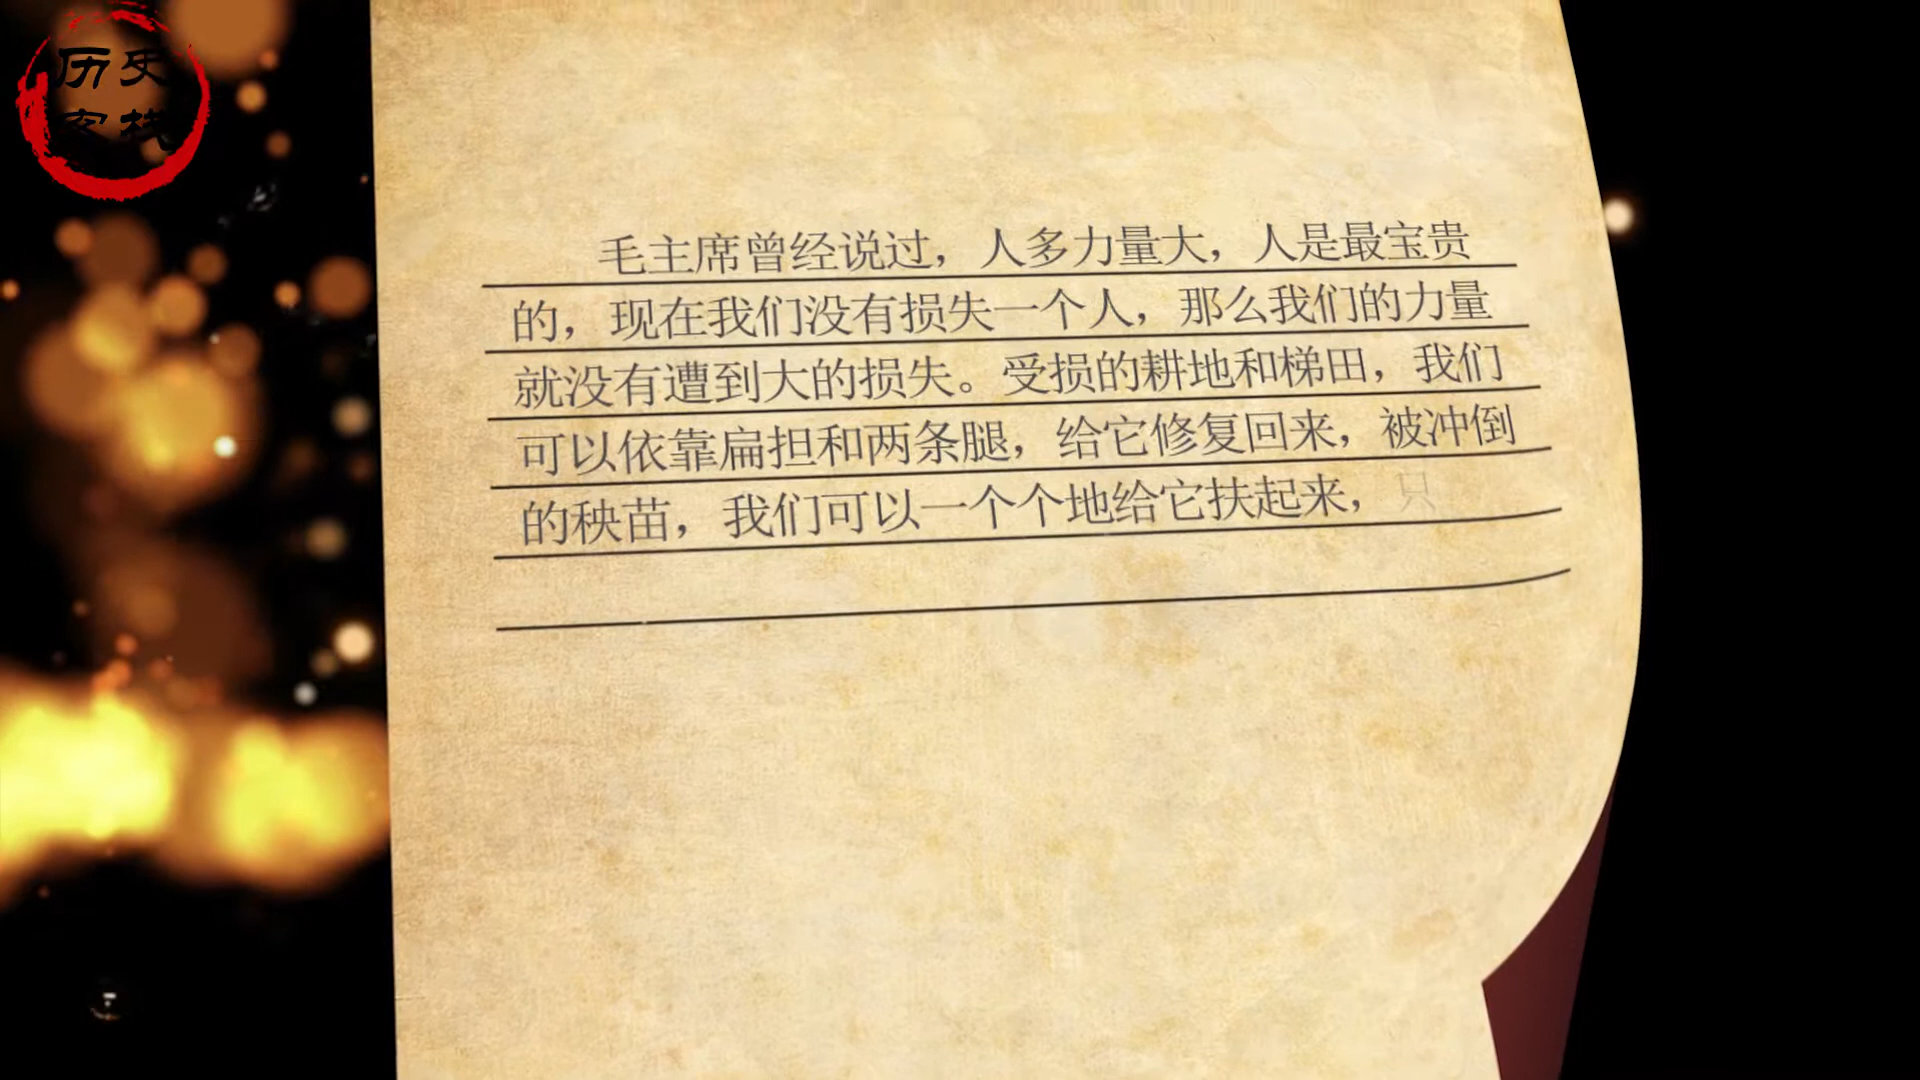 历史
客栈
毛主席曾经说过，人多力量大，人是最宝贵
的，现在我们没有损失一个人，那么我们的力量
就没有遭到大的损失。受损的耕地和梯田，我们
可以依靠扁担和两条腿，给它修复回来，被冲倒
的秧苗，我们可以一个个地给它扶起来，只